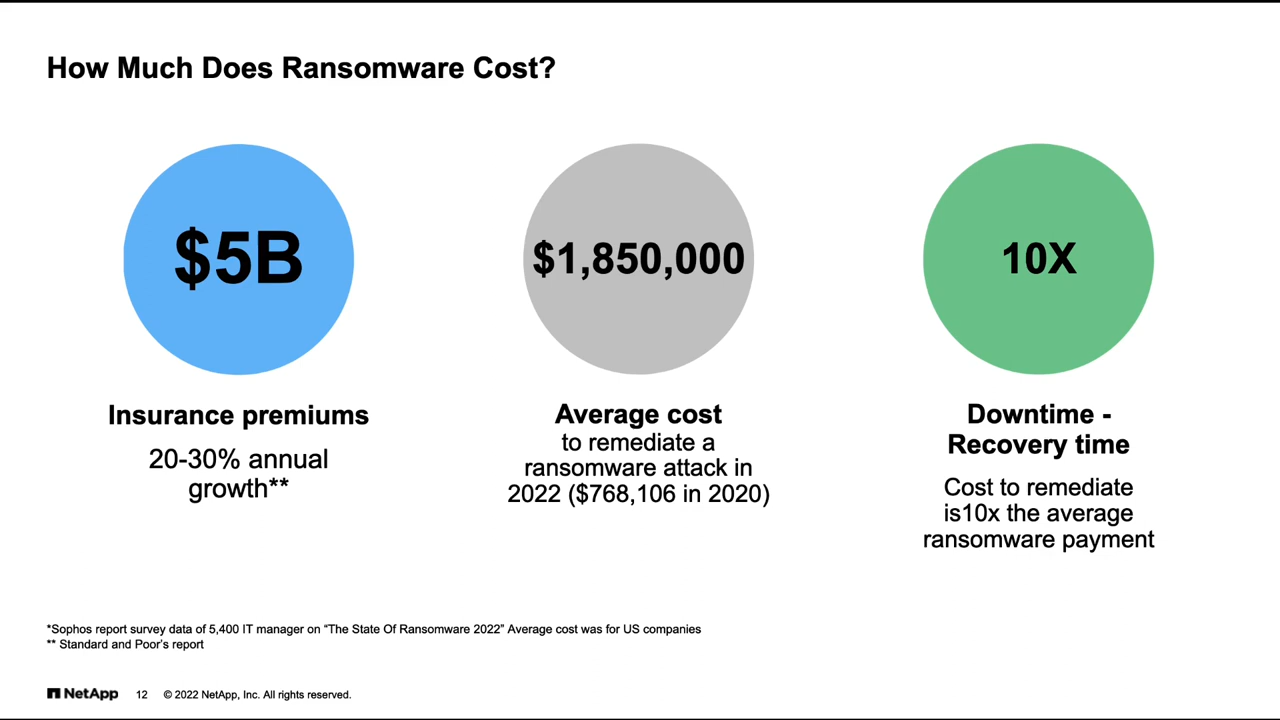 How Much Does Ransomware Cost?
$5B
$1,850,000
10X
Insurance premiums
20-30% annual
growth**
Average cost
to remediate a
ransomware attack in
2022 ($768,106 in 2020)
Downtime -
Recovery time
Cost to remediate
is10x the average
ransomware payment
*Sophos report survey data of 5,400 IT manager on “The State Of Ransomware 2022” Average cost was for US companies
** Standard and Poor’s report
NetApp 12 © 2022 NetApp, Inc. All rights reserved.